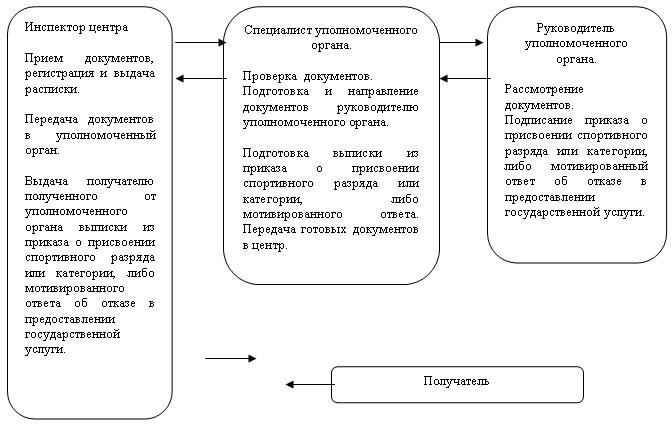 Инспектор центра
Прием документов,
регистрация и выдача
расписки.
Передача документов
в уполномоченный
орган.
Выдача получателю
полученного от
уполномоченного
органа выписки из
приказа о присвоении
спортивного разряда
или категории, либо
мотивированного
ответа об отказе в
предоставлении
государственной
услуги.
Специалист уполномоченного
органа.
Проверка документов.
Подготовка и направление
документов руководителю
уполномоченного органа.
Подготовка выписки из
приказа о присвоении
спортивного разряда или
категории, либо
мотивированного ответа.
Передача готовых документов
в центр.
Руководитель
уполномоченного
органа.
Рассмотрение
документов.
Подписание приказа о
присвоении спортивного
разряда или категории,
либо мотивированный
ответ об отказе в
предоставлении
государственной услуги.
Получатель